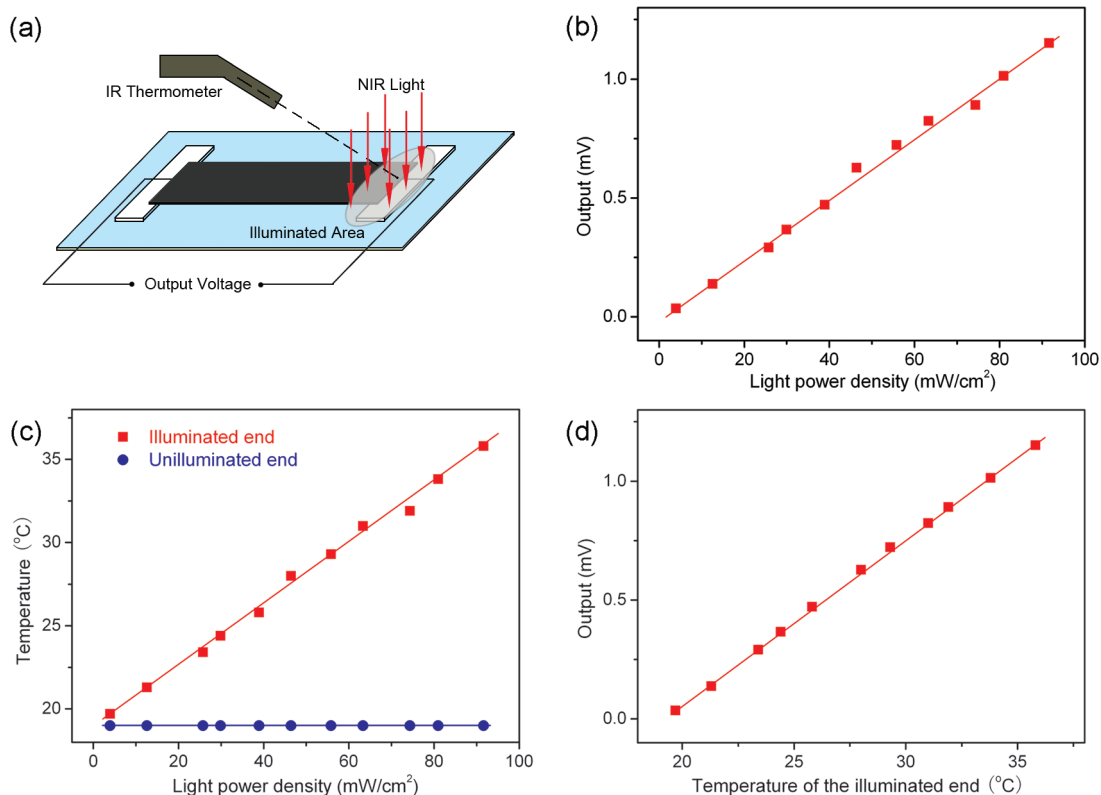 (a)
IR Thermometer
NIR Light
Illuminated Area
Output Voltage
(b)
Output (mV)
1.0
0.5
0.0
0 20 40 60 80 100
Light power density (mW/cm²)
(c)
Illuminated end
Unilluminated end
Temperature (°C)
35
30
25
20
0 20 40 60 80 100
Light power density (mW/cm²)
(d)
Output (mV)
1.0
0.5
0.0
20 25 30 35
Temperature of the illuminated end (°C)